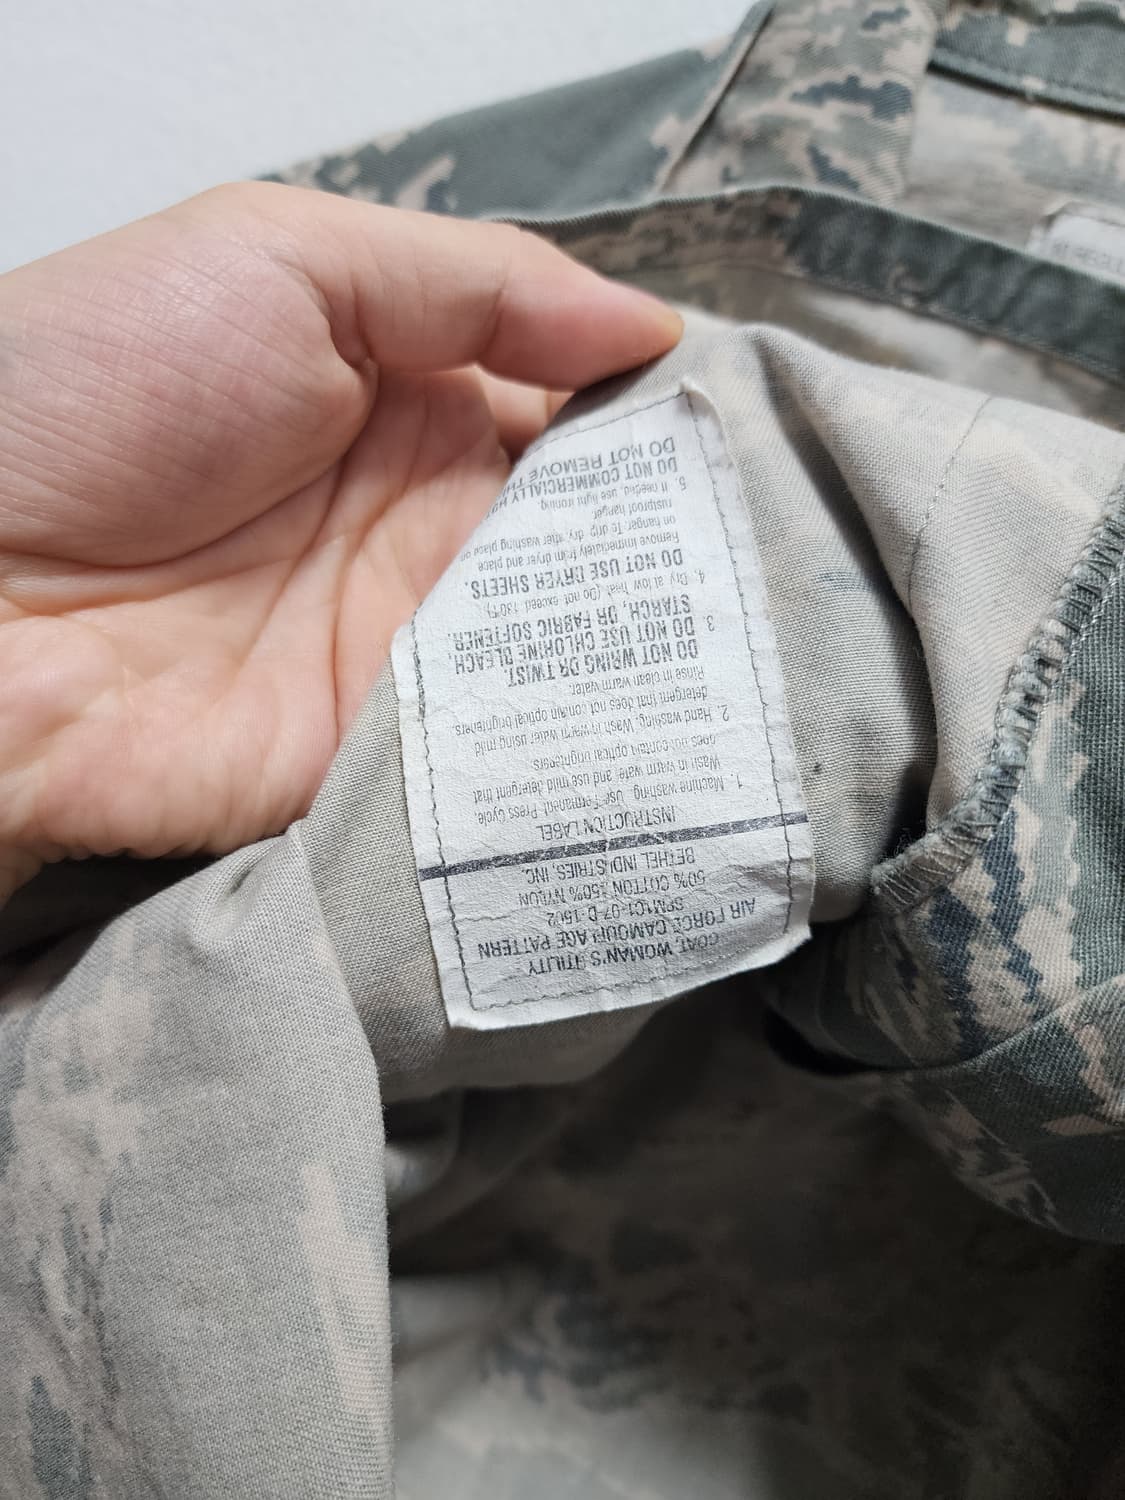 COAT, WOMAN'S UTILITY
AIR FORCE CAMOUFLAGE PATTERN
SPM1C1-07-D-1502
50% COTTON 50% NYLON
BETHEL INDUSTRIES, INC.
INSTRUCTION LABEL
1. Machine washing. Use Permanent Press Cycle.
Wash in warm water and use mild detergent that
does not contain optical brighteners.
2. Hand washing. Wash in warm water using mild
detergent that does not contain optical brighteners.
Rinse in clean warm water.
DO NOT WRING OR TWIST.
3. DO NOT USE CHLORINE BLEACH,
STARCH, OR FABRIC SOFTENER.
4. Dry at low heat (Do not exceed 130°F).
DO NOT USE DRYER SHEETS.
Remove immediately from dryer and place
on hanger. To drip dry, after washing place on
rustproof hanger.
5. If needed, use light ironing.
DO NOT COMMERCIALLY
DO NOT REMOVE